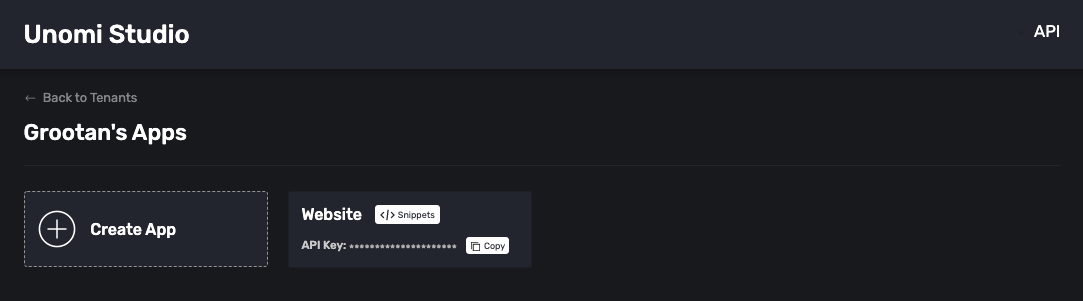 Unomi Studio
API
← Back to Tenants
Grootan's Apps
Create App
Website
</> Snippets
API Key: *********************
Copy